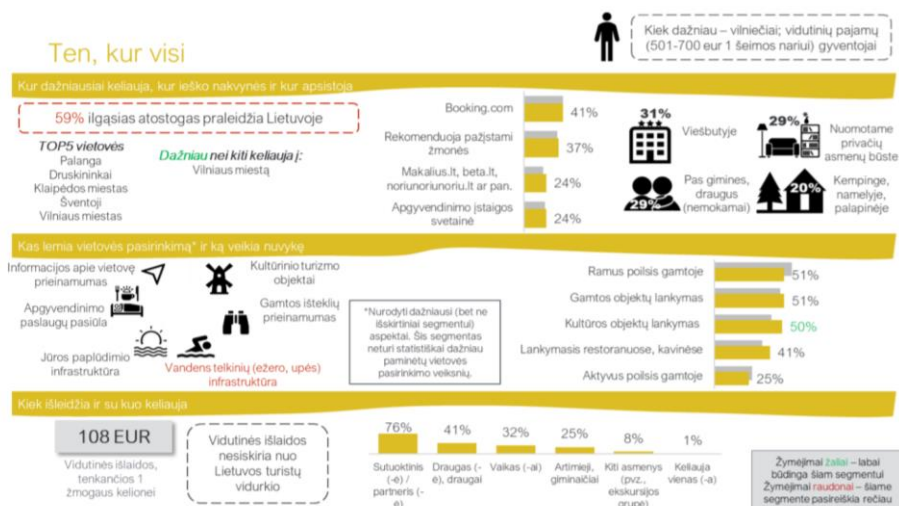 Kiek dažniau – vilniečiai; vidutinių pajamų
(501-700 eur 1 šeimos nariui) gyventojai
Ten, kur visi
Kur dažniausiai keliauja, kur ieško nakvynės ir kur apsistoja
59% ilgąsias atostogas praleidžia Lietuvoje
TOP5 vietovės
Palanga
Druskininkai
Klaipėdos miestas
Šventoji
Vilniaus miestas
Dažniau nei kiti keliauja į:
Vilniaus miestą
Booking.com
41%
Rekomenduoja pažįstami
žmonės
37%
Makalius.lt, beta.lt,
noriunoriunoriu.lt ar pan.
24%
Apgyvendinimo įstaigos
svetainė
24%
31%
Viešbutyje
29%
Nuomotame
privačių
asmenų būste
29%
Pas gimines,
draugus
(nemokamai)
20%
Kempinge,
namelyje,
palapinėje
Kas lemia vietovės pasirinkimą* ir ką veikia nuvykę
Informacijos apie vietovę
prieinamumas
Kultūrinio turizmo
objektai
Apgyvendinimo
paslaugų pasiūla
Gamtos išteklių
prieinamumas
Jūros paplūdimio
infrastruktūra
Vandens telkinių (ežero, upės)
infrastruktūra
*Nurodyti dažniausi (bet ne
išskirtiniai segmentui)
aspektai. Šis segmentas
neturi statistiškai dažniau
paminėtų vietovės
pasirinkimo veiksnių.
Ramus poilsis gamtoje
51%
Gamtos objektų lankymas
51%
Kultūros objektų lankymas
50%
Lankymasis restoranuose, kavinėse
41%
Aktyvus poilsis gamtoje
25%
Kiek išleidžia ir su kuo keliauja
108 EUR
Vidutinės išlaidos,
tenkančios 1
žmogaus kelionei
Vidutinės išlaidos
nesiskiria nuo
Lietuvos turistų
vidurkio
76%
41%
32%
25%
8%
1%
Sutuoktinis
(-ė) /
partneris (-
ė)
Draugas (-
ė), draugai
Vaikas (-ai)
Artimieji,
giminaičiai
Kiti asmenys
(pvz.,
ekskursijos
grupė)
Keliauja
vienas (-a)
Žymėjimai žaliai – labai
būdinga šiam segmentui
Žymėjimai raudonai – šiame
segmente pasireiškia rečiau